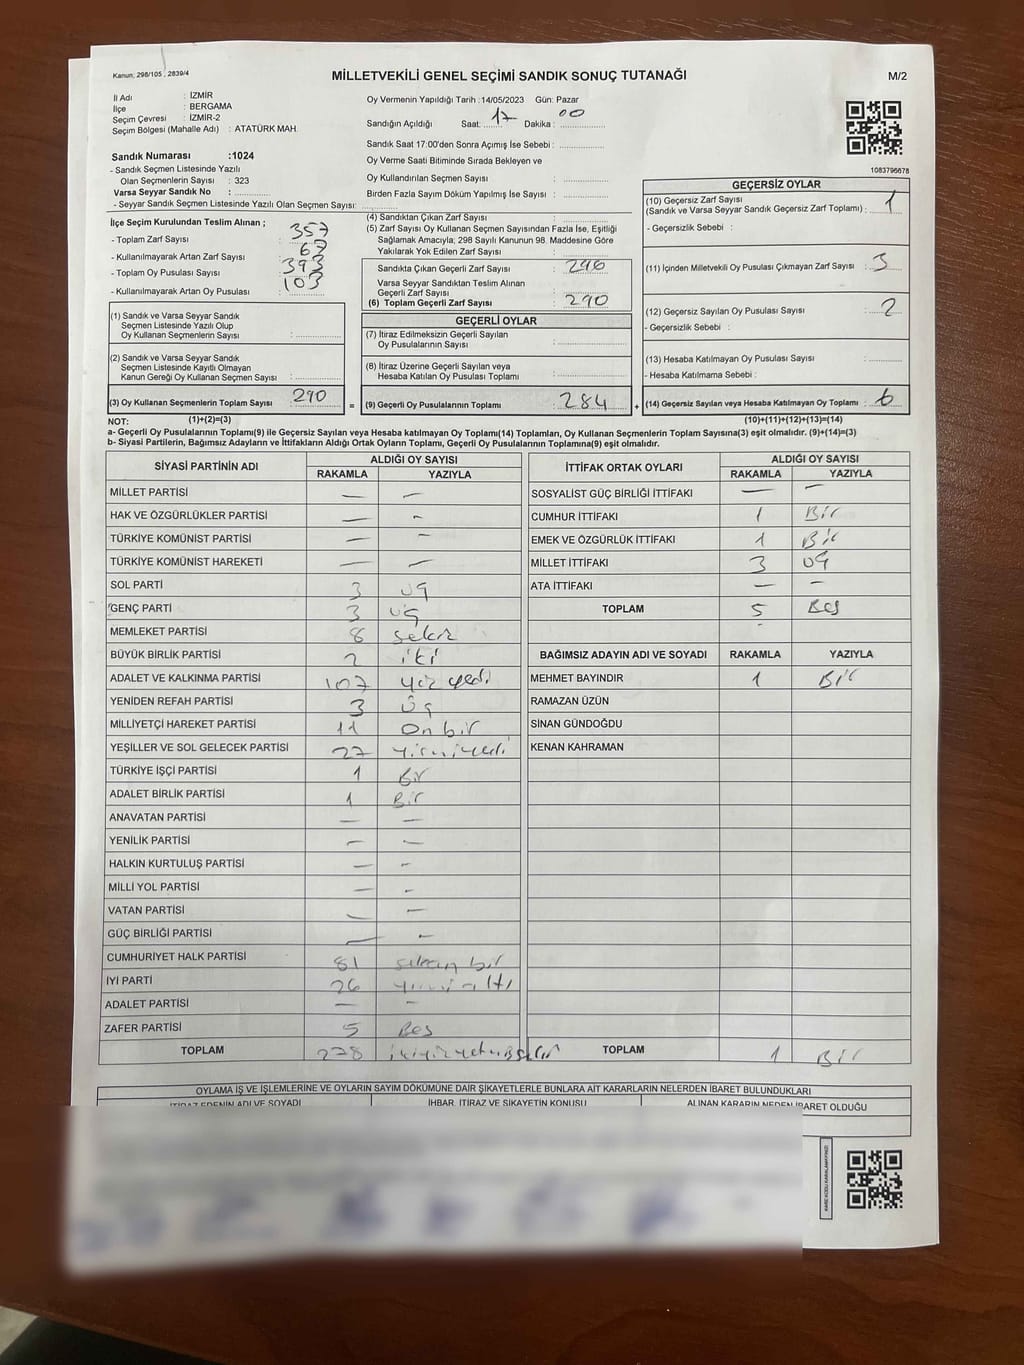 Kanun; 298/105 , 2839/4
MİLLETVEKİLİ GENEL SEÇİMİ SANDIK SONUÇ TUTANAĞI
M/2
İl Adı : İZMİR
İlçe : BERGAMA
Seçim Çevresi : İZMİR-2
Seçim Bölgesi (Mahalle Adı) : ATATÜRK MAH.
Sandık Numarası :1024
- Sandık Seçmen Listesinde Yazılı
Olan Seçmenlerin Sayısı : 323
Varsa Seyyar Sandık No :
- Seyyar Sandık Seçmen Listesinde Yazılı Olan Seçmen Sayısı:
Oy Vermenin Yapıldığı Tarih :14/05/2023 Gün: Pazar
Sandığın Açıldığı Saat: 17 Dakika : 00
Sandık Saat 17:00'den Sonra Açımış İse Sebebi :
Oy Verme Saati Bitiminde Sırada Bekleyen ve
Oy Kullandırılan Seçmen Sayısı :
Birden Fazla Sayım Döküm Yapılmış İse Sayısı :
1083796678
İlçe Seçim Kurulundan Teslim Alınan ;
- Toplam Zarf Sayısı : 357
- Kullanılmayarak Artan Zarf Sayısı : 67
- Toplam Oy Pusulası Sayısı : 393
- Kullanılmayarak Artan Oy Pusulası : 103
(1) Sandık ve Varsa Seyyar Sandık
Seçmen Listesinde Yazılı Olup
Oy Kullanan Seçmenlerin Sayısı :
(2) Sandık ve Varsa Seyyar Sandık
Seçmen Listesinde Kayıtlı Olmayan
Kanun Gereği Oy Kullanan Seçmen Sayısı :
(3) Oy Kullanan Seçmenlerin Toplam Sayısı : 290
(1)+(2)=(3)
(4) Sandıktan Çıkan Zarf Sayısı :
(5) Zarf Sayısı Oy Kullanan Seçmen Sayısından Fazla İse, Eşitliği
Sağlamak Amacıyla; 298 Sayılı Kanunun 98. Maddesine Göre
Yakılarak Yok Edilen Zarf Sayısı :
Sandıkta Çıkan Geçerli Zarf Sayısı : 290
Varsa Seyyar Sandıktan Teslim Alınan
Geçerli Zarf Sayısı :
(6) Toplam Geçerli Zarf Sayısı : 290
GEÇERLİ OYLAR
(7) İtiraz Edilmeksizin Geçerli Sayılan
Oy Pusulalarının Sayısı :
(8) İtiraz Üzerine Geçerli Sayılan veya
Hesaba Katılan Oy Pusulası Toplamı :
= (9) Geçerli Oy Pusulalarının Toplamı : 284 +
GEÇERSİZ OYLAR
(10) Geçersiz Zarf Sayısı
(Sandık ve Varsa Seyyar Sandık Geçersiz Zarf Toplamı) : 1
- Geçersizlik Sebebi :
(11) İçinden Milletvekili Oy Pusulası Çıkmayan Zarf Sayısı : 3
(12) Geçersiz Sayılan Oy Pusulası Sayısı : 2
- Geçersizlik Sebebi :
(13) Hesaba Katılmayan Oy Pusulası Sayısı :
- Hesaba Katılmama Sebebi :
(14) Geçersiz Sayılan veya Hesaba Katılmayan Oy Toplamı : 6
(10)+(11)+(12)+(13)=(14)
NOT:
a- Geçerli Oy Pusulalarının Toplamı(9) ile Geçersiz Sayılan veya Hesaba katılmayan Oy Toplamı(14) Toplamları, Oy Kullanan Seçmenlerin Toplam Sayısına(3) eşit olmalıdır. (9)+(14)=(3)
b- Siyasi Partilerin, Bağımsız Adayların ve İttifakların Aldığı Ortak Oyların Toplamı, Geçerli Oy Pusulalarının Toplamına(9) eşit olmalıdır.
SİYASİ PARTİNİN ADI ALDIĞI OY SAYISI
RAKAMLA YAZIYLA
MİLLET PARTİSİ — —
HAK VE ÖZGÜRLÜKLER PARTİSİ — —
TÜRKİYE KOMÜNİST PARTİSİ — —
TÜRKİYE KOMÜNİST HAREKETİ — —
SOL PARTİ 3 üç
GENÇ PARTİ 3 üç
MEMLEKET PARTİSİ 8 sekiz
BÜYÜK BİRLİK PARTİSİ 2 iki
ADALET VE KALKINMA PARTİSİ 107 yüz yedi
YENİDEN REFAH PARTİSİ 3 üç
MİLLİYETÇİ HAREKET PARTİSİ 11 on bir
YEŞİLLER VE SOL GELECEK PARTİSİ 27 yirmiyedi
TÜRKİYE İŞÇİ PARTİSİ 1 Bir
ADALET BİRLİK PARTİSİ 1 Bir
ANAVATAN PARTİSİ — —
YENİLİK PARTİSİ — —
HALKIN KURTULUŞ PARTİSİ — —
MİLLİ YOL PARTİSİ — —
VATAN PARTİSİ — —
GÜÇ BİRLİĞİ PARTİSİ — —
CUMHURİYET HALK PARTİSİ 81 seksen bir
İYİ PARTİ 26 yirmi altı
ADALET PARTİSİ — —
ZAFER PARTİSİ 5 Beş
TOPLAM 278 ikiyüzyetmişsekiz
İTTİFAK ORTAK OYLARI ALDIĞI OY SAYISI
RAKAMLA YAZIYLA
SOSYALİST GÜÇ BİRLİĞİ İTTİFAKI — —
CUMHUR İTTİFAKI 1 Bir
EMEK VE ÖZGÜRLÜK İTTİFAKI 1 Bir
MİLLET İTTİFAKI 3 üç
ATA İTTİFAKI — —
TOPLAM 5 Beş
BAĞIMSIZ ADAYIN ADI VE SOYADI RAKAMLA YAZIYLA
MEHMET BAYINDIR 1 Bir
RAMAZAN ÜZÜN
SİNAN GÜNDOĞDU
KENAN KAHRAMAN
TOPLAM 1 Bir
OYLAMA İŞ VE İŞLEMLERİNE VE OYLARIN SAYIM DÖKÜMÜNE DAİR ŞİKAYETLERLE BUNLARA AİT KARARLARIN NELERDEN İBARET BULUNDUKLARI
İTİRAZ EDENİN ADI VE SOYADI İHBAR, İTİRAZ VE ŞİKAYETİN KONUSU ALINAN KARARIN NEDEN İBARET OLDUĞU